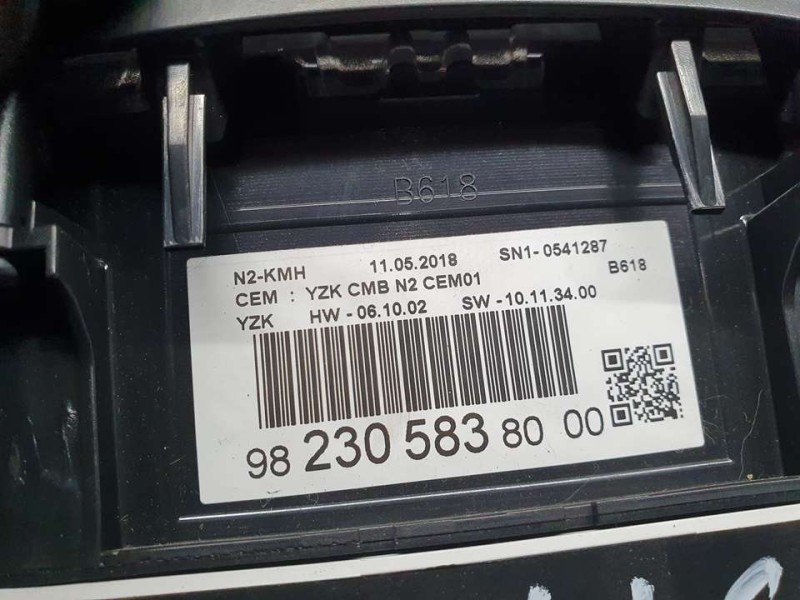 B618
N2-KMH 11.05.2018 SN1- 0541287
CEM : YZK CMB N2 CEM01 B618
YZK HW - 06.10.02 SW - 10.11.34.00
98 230 583 80 00